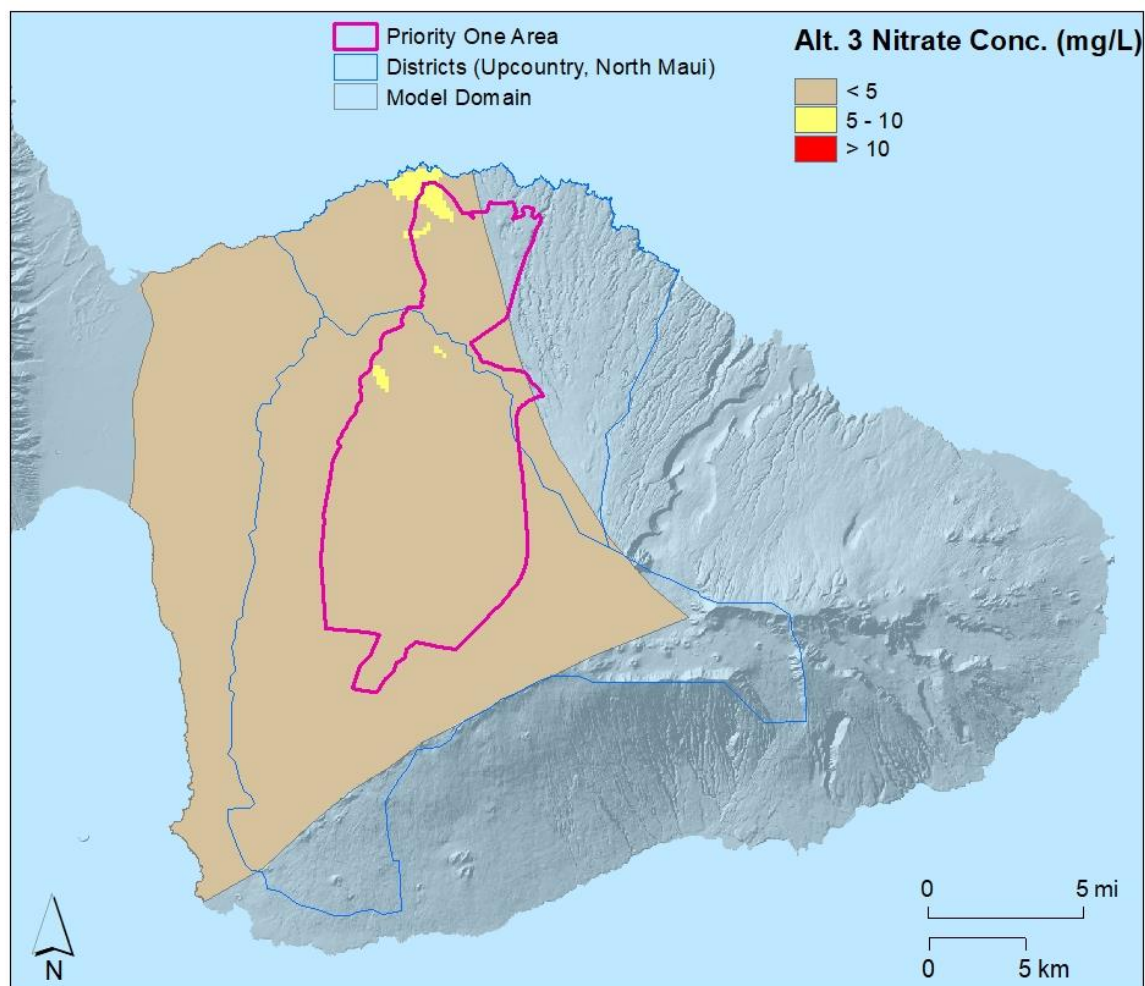 Priority One Area
Districts (Upcountry, North Maui)
Model Domain
Alt. 3 Nitrate Conc. (mg/L)
< 5
5 - 10
> 10
0 5 mi
0 5 km
N